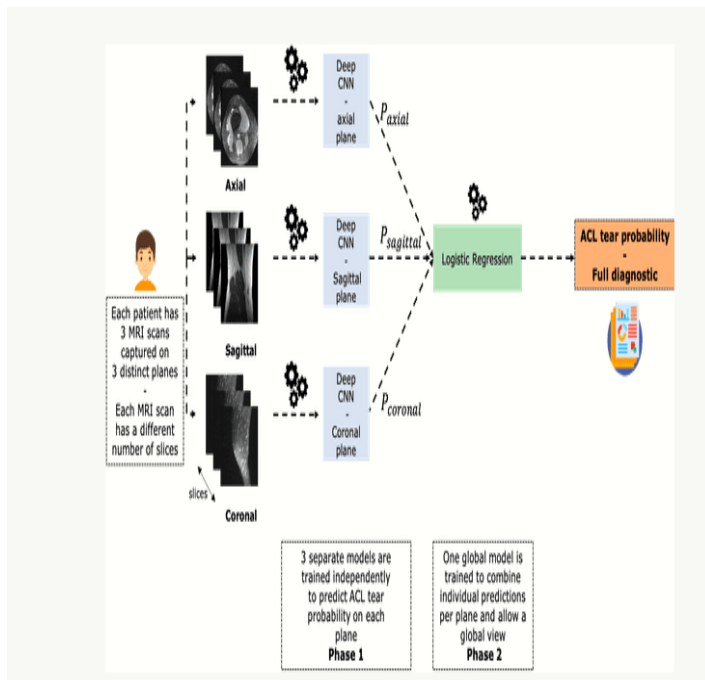 Deep
CNN
-
axial
plane
P_axial
Axial
Deep
CNN
-
Sagittal
plane
P_sagittal
Sagittal
Each patient has
3 MRI scans
captured on
3 distinct planes
-
Each MRI scan
has a different
number of slices
Deep
CNN
-
Coronal
plane
P_coronal
slices
Coronal
Logistic Regression
ACL tear probability
-
Full diagnostic
3 separate models are
trained independently
to predict ACL tear
probability on each
plane
Phase 1
One global model is
trained to combine
individual predictions
per plane and allow a
global view
Phase 2